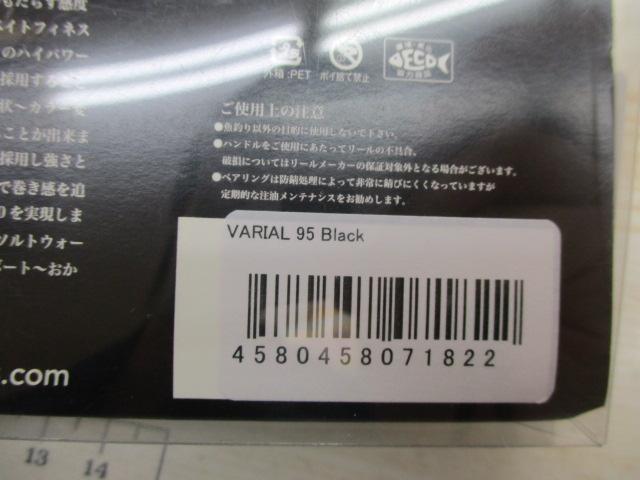 もたらす感度
ベイトフィネス
のハイパワー
採用すること
状〜カラーま
ことが出来ま
採用し強さと
で巻き感を追
りを実現しま
ソルトウォー
ボート〜おか
s.com
外箱:PET
ポイ捨て禁止
ECO
ご使用上の注意
●魚釣り以外の目的に使用しないで下さい。
●ハンドルをご使用にあたってリールの不具合、
破損についてはリールメーカーの保証対象外となる場合がございます。
●ベアリングは防錆処理によって非常に錆びにくくなっていますが
定期的な注油メンテナンスをお勧めします。
VARIAL 95 Black
4580458071822
13
14